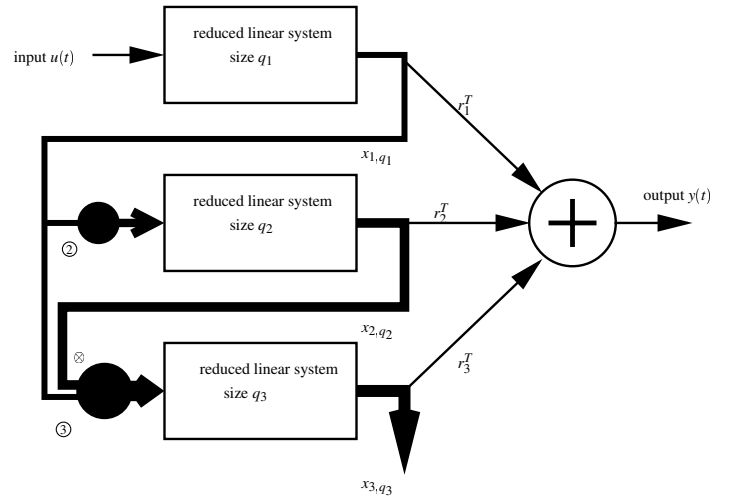 reduced linear system
size q₁
input u(t)
r₁ᵀ
x₁,q₁
reduced linear system
size q₂
r₂ᵀ
output y(t)
②
x₂,q₂
⊗
reduced linear system
size q₃
r₃ᵀ
③
x₃,q₃